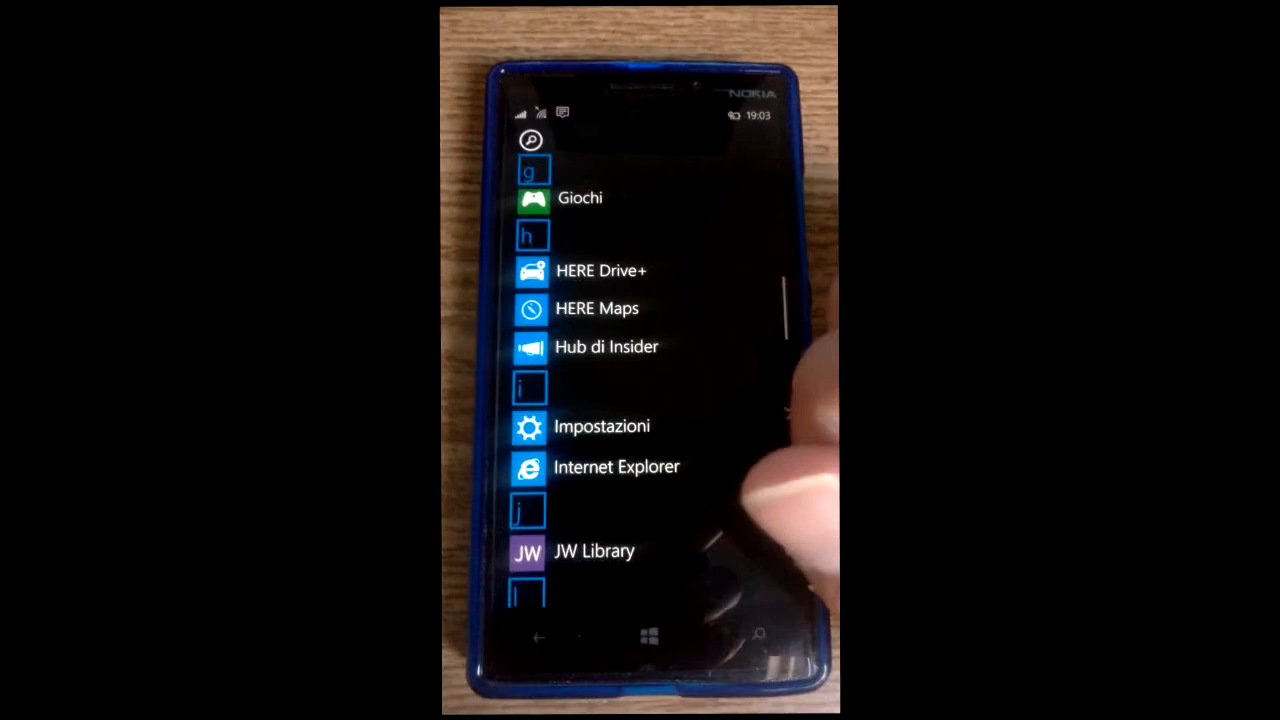 NOKIA
19:03
g
Giochi
h
HERE Drive+
HERE Maps
Hub di Insider
i
Impostazioni
Internet Explorer
j
JW JW Library
l